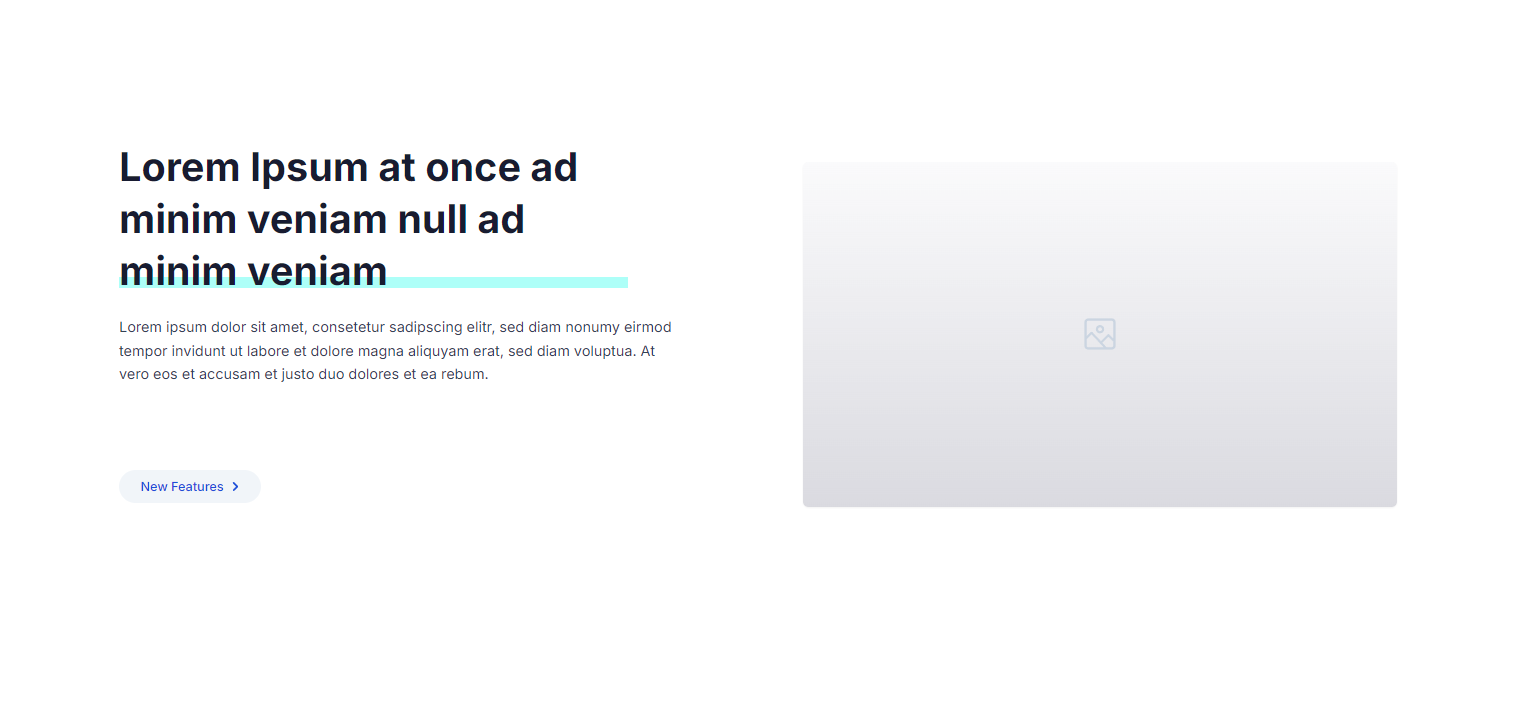 Lorem Ipsum at once ad
minim veniam null ad
minim veniam
Lorem ipsum dolor sit amet, consetetur sadipscing elitr, sed diam nonumy eirmod
tempor invidunt ut labore et dolore magna aliquyam erat, sed diam voluptua. At
vero eos et accusam et justo duo dolores et ea rebum.
New Features